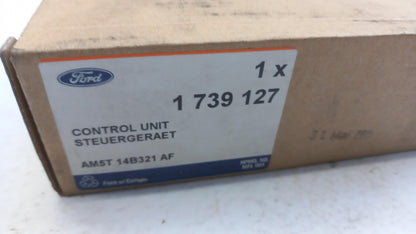 Ford
1 x
1 739 127
CONTROL UNIT
STEUERGERAET
AM5T 14B321 AF